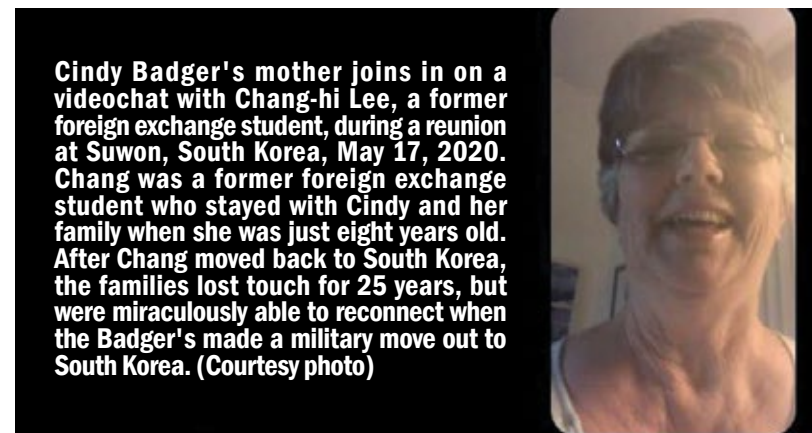 Cindy Badger's mother joins in on a
videochat with Chang-hi Lee, a former
foreign exchange student, during a reunion
at Suwon, South Korea, May 17, 2020.
Chang was a former foreign exchange
student who stayed with Cindy and her
family when she was just eight years old.
After Chang moved back to South Korea,
the families lost touch for 25 years, but
were miraculously able to reconnect when
the Badger's made a military move out to
South Korea. (Courtesy photo)